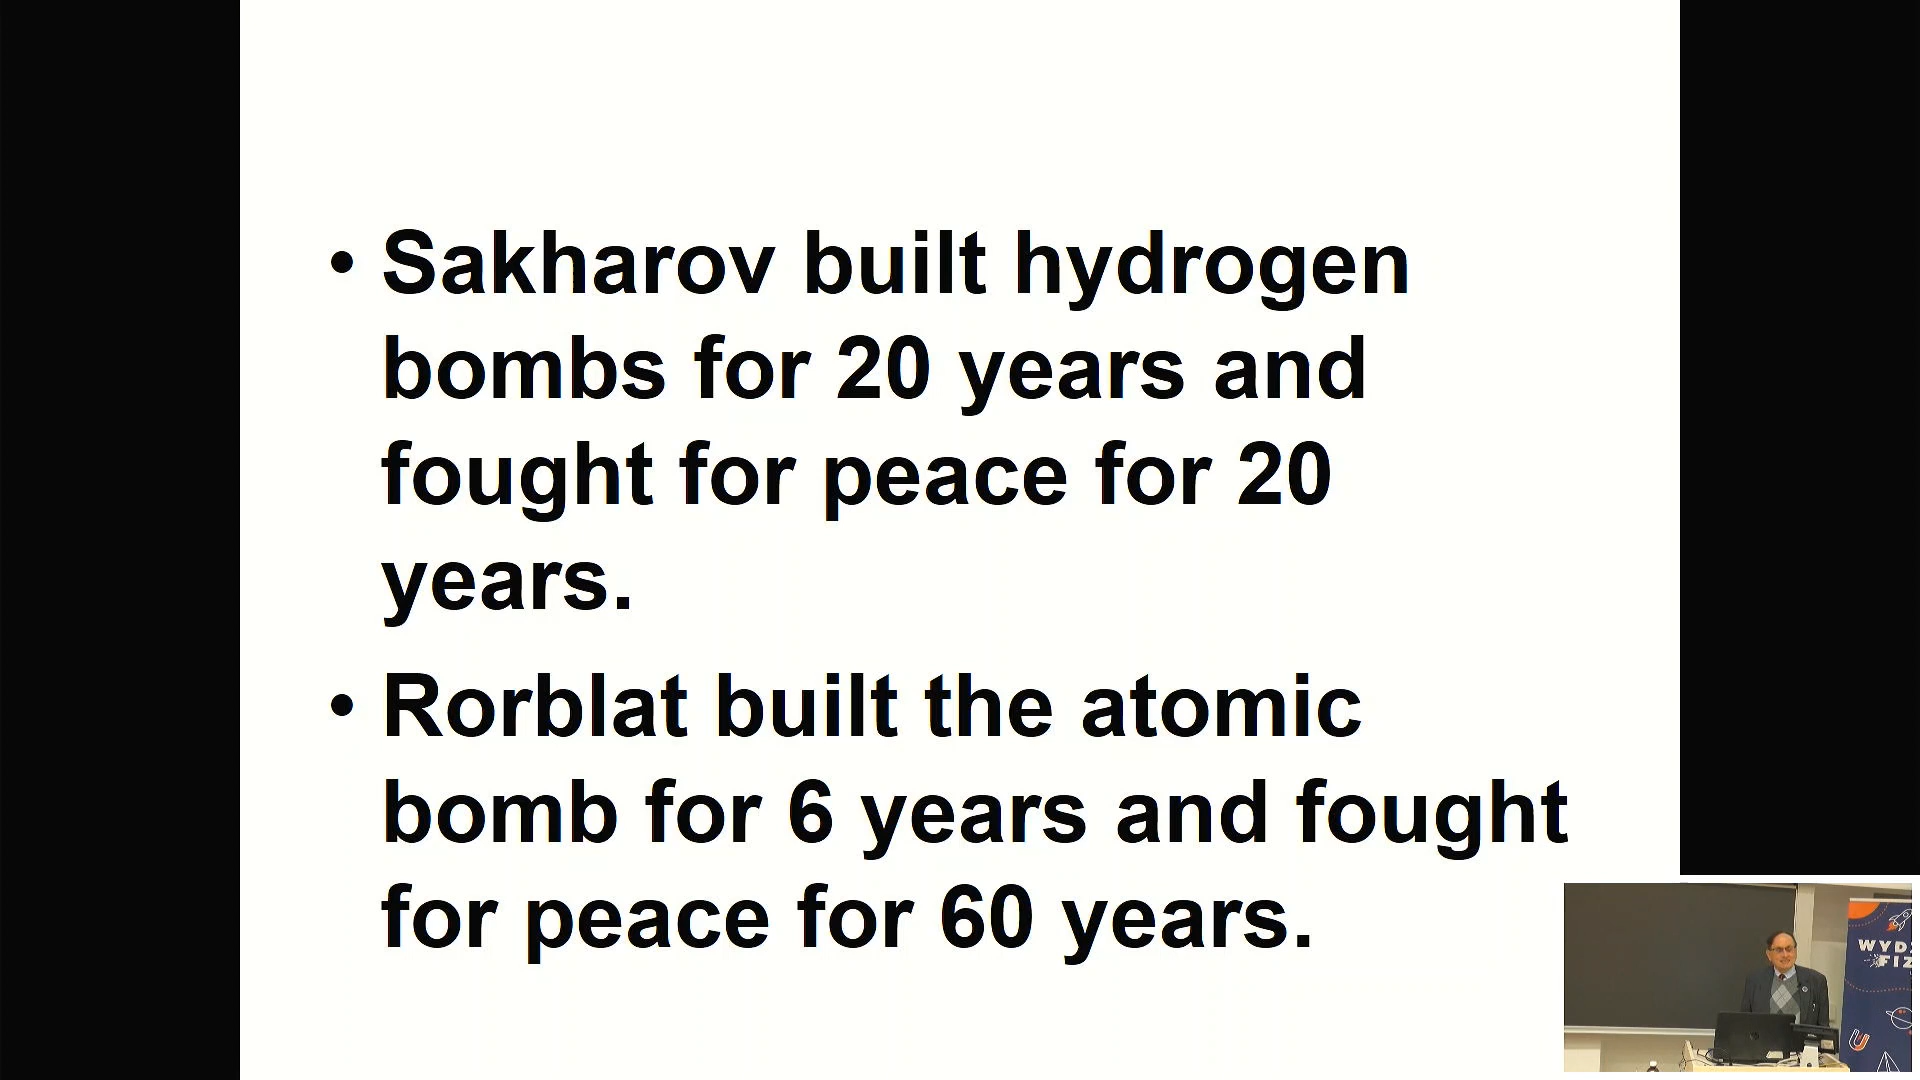 • Sakharov built hydrogen
bombs for 20 years and
fought for peace for 20
years.
• Rorblat built the atomic
bomb for 6 years and fought
for peace for 60 years.